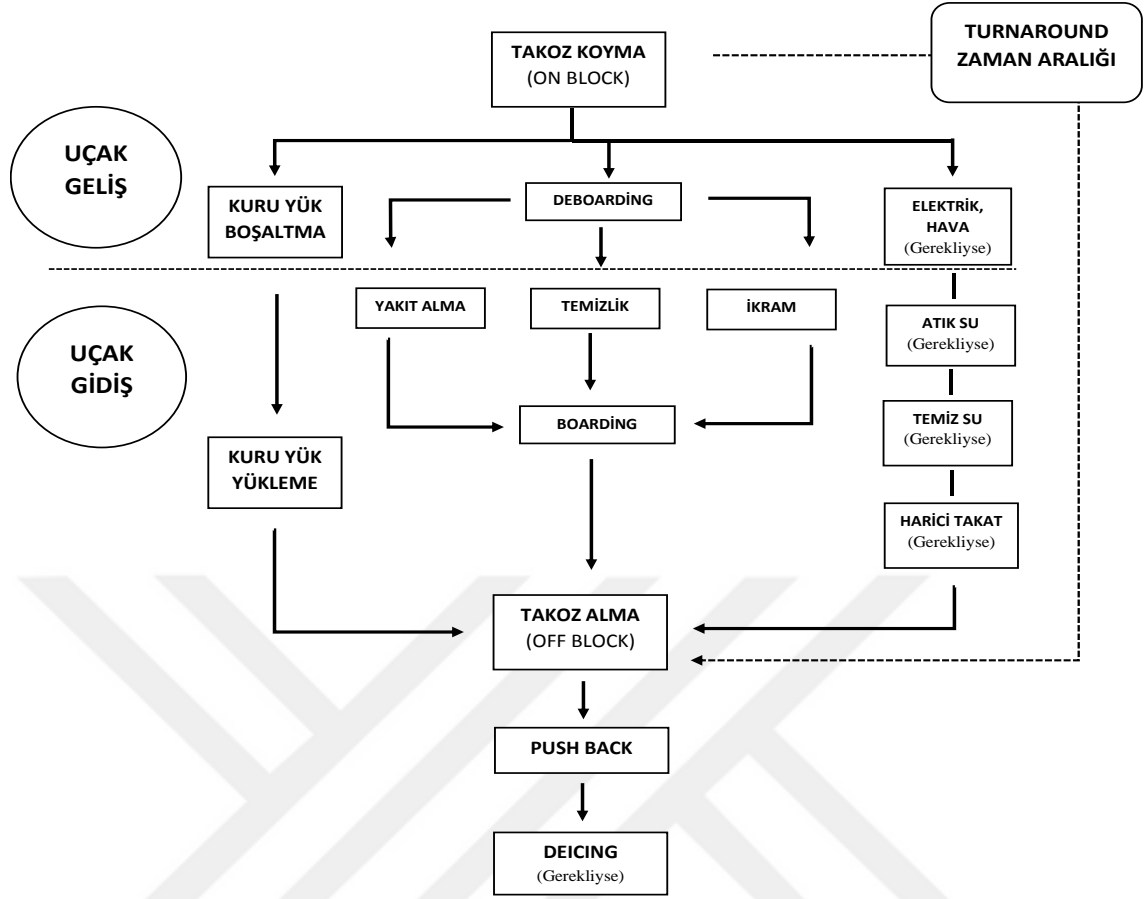 TAKOZ KOYMA
(ON BLOCK)
TURNAROUND
ZAMAN ARALIĞI
UÇAK
GELİŞ
KURU YÜK
BOŞALTMA
DEBOARDİNG
ELEKTRİK,
HAVA
(Gerekliyse)
UÇAK
GİDİŞ
YAKIT ALMA
TEMİZLİK
İKRAM
ATIK SU
(Gerekliyse)
BOARDİNG
TEMİZ SU
(Gerekliyse)
KURU YÜK
YÜKLEME
HARİCİ TAKAT
(Gerekliyse)
TAKOZ ALMA
(OFF BLOCK)
PUSH BACK
DEICING
(Gerekliyse)